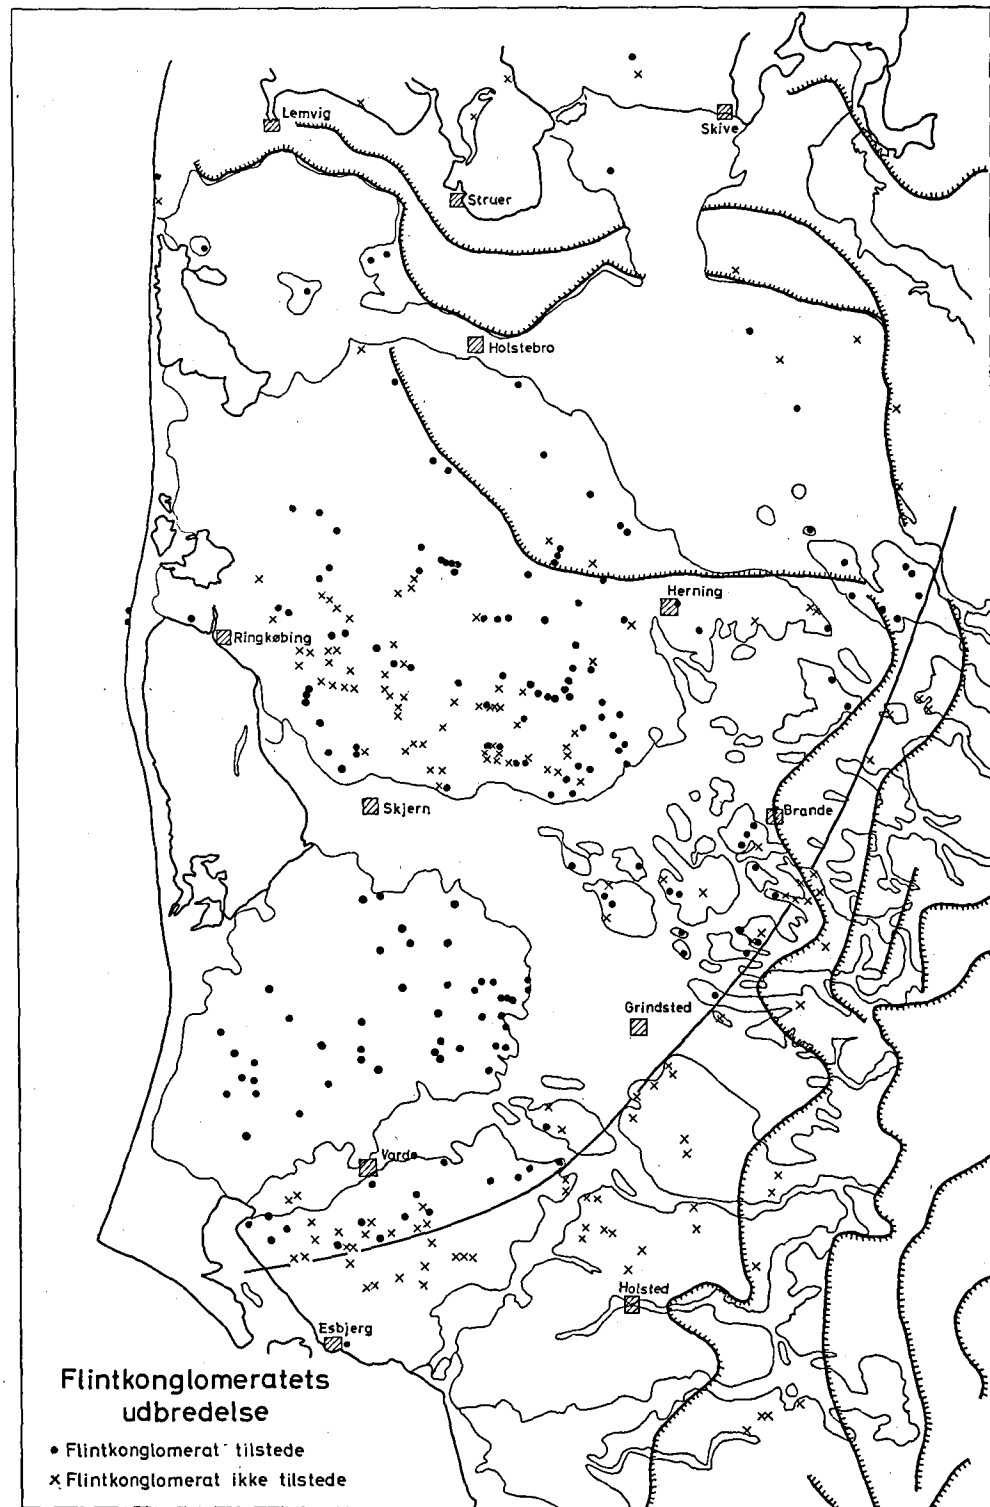 Lemvig
Skive
Struer
Holstebro
Herning
Ringkøbing
Skjern
Brande
Grindsted
Varde
Holsted
Esbjerg
Flintkonglomeratets
udbredelse
• Flintkonglomerat tilstede
x Flintkonglomerat ikke tilstede